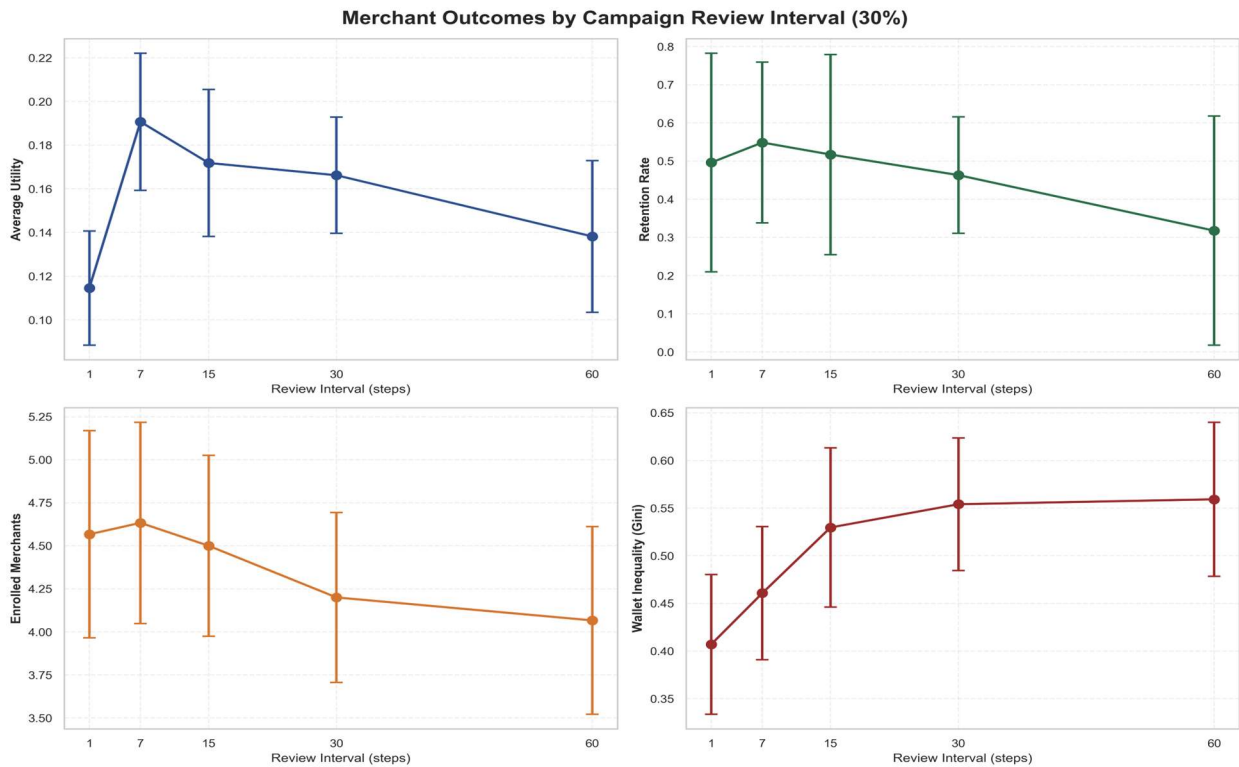 Merchant Outcomes by Campaign Review Interval (30%)
Average Utility
0.22
0.20
0.18
0.16
0.14
0.12
0.10
1 7 15 30 60
Review Interval (steps)
Retention Rate
0.8
0.7
0.6
0.5
0.4
0.3
0.2
0.1
0.0
1 7 15 30 60
Review Interval (steps)
Enrolled Merchants
5.25
5.00
4.75
4.50
4.25
4.00
3.75
3.50
1 7 15 30 60
Review Interval (steps)
Wallet Inequality (Gini)
0.65
0.60
0.55
0.50
0.45
0.40
0.35
1 7 15 30 60
Review Interval (steps)